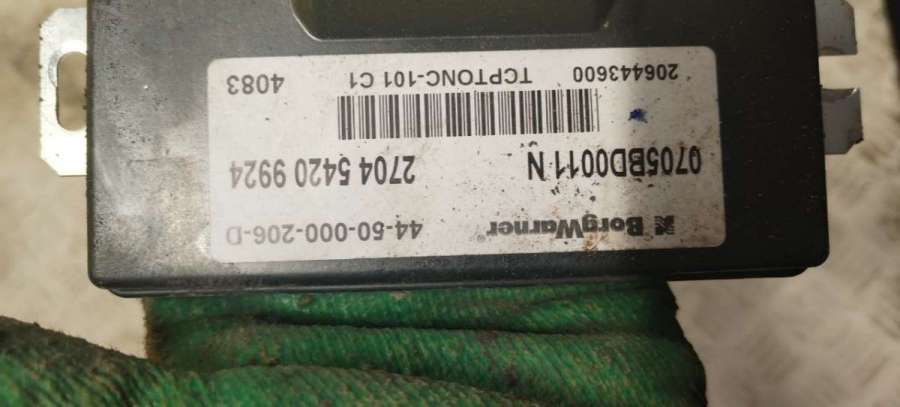 BorgWarner 44-50-000-206-D
0705BD0011 N 2704 5420 9924
206443600 TCPTONC-101 C1 4083